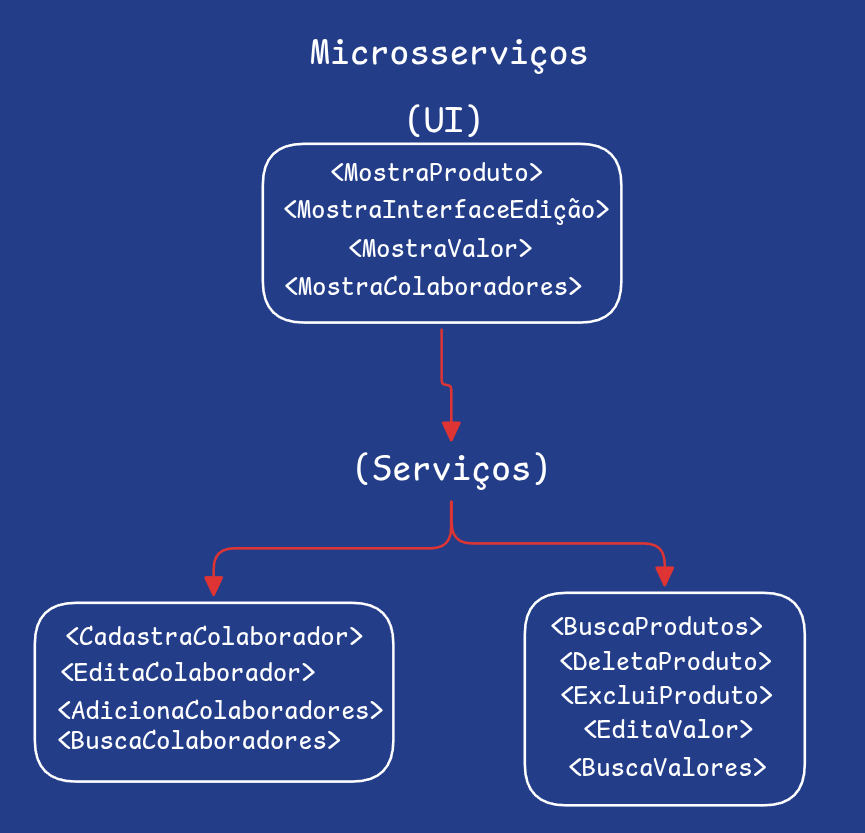 Microsserviços
(UI)
<MostraProduto>
<MostraInterfaceEdição>
<MostraValor>
<MostraColaboradores>
(Serviços)
<CadastraColaborador>
<EditaColaborador>
<AdicionaColaboradores>
<BuscaColaboradores>
<BuscaProdutos>
<DeletaProduto>
<ExcluiProduto>
<EditaValor>
<BuscaValores>